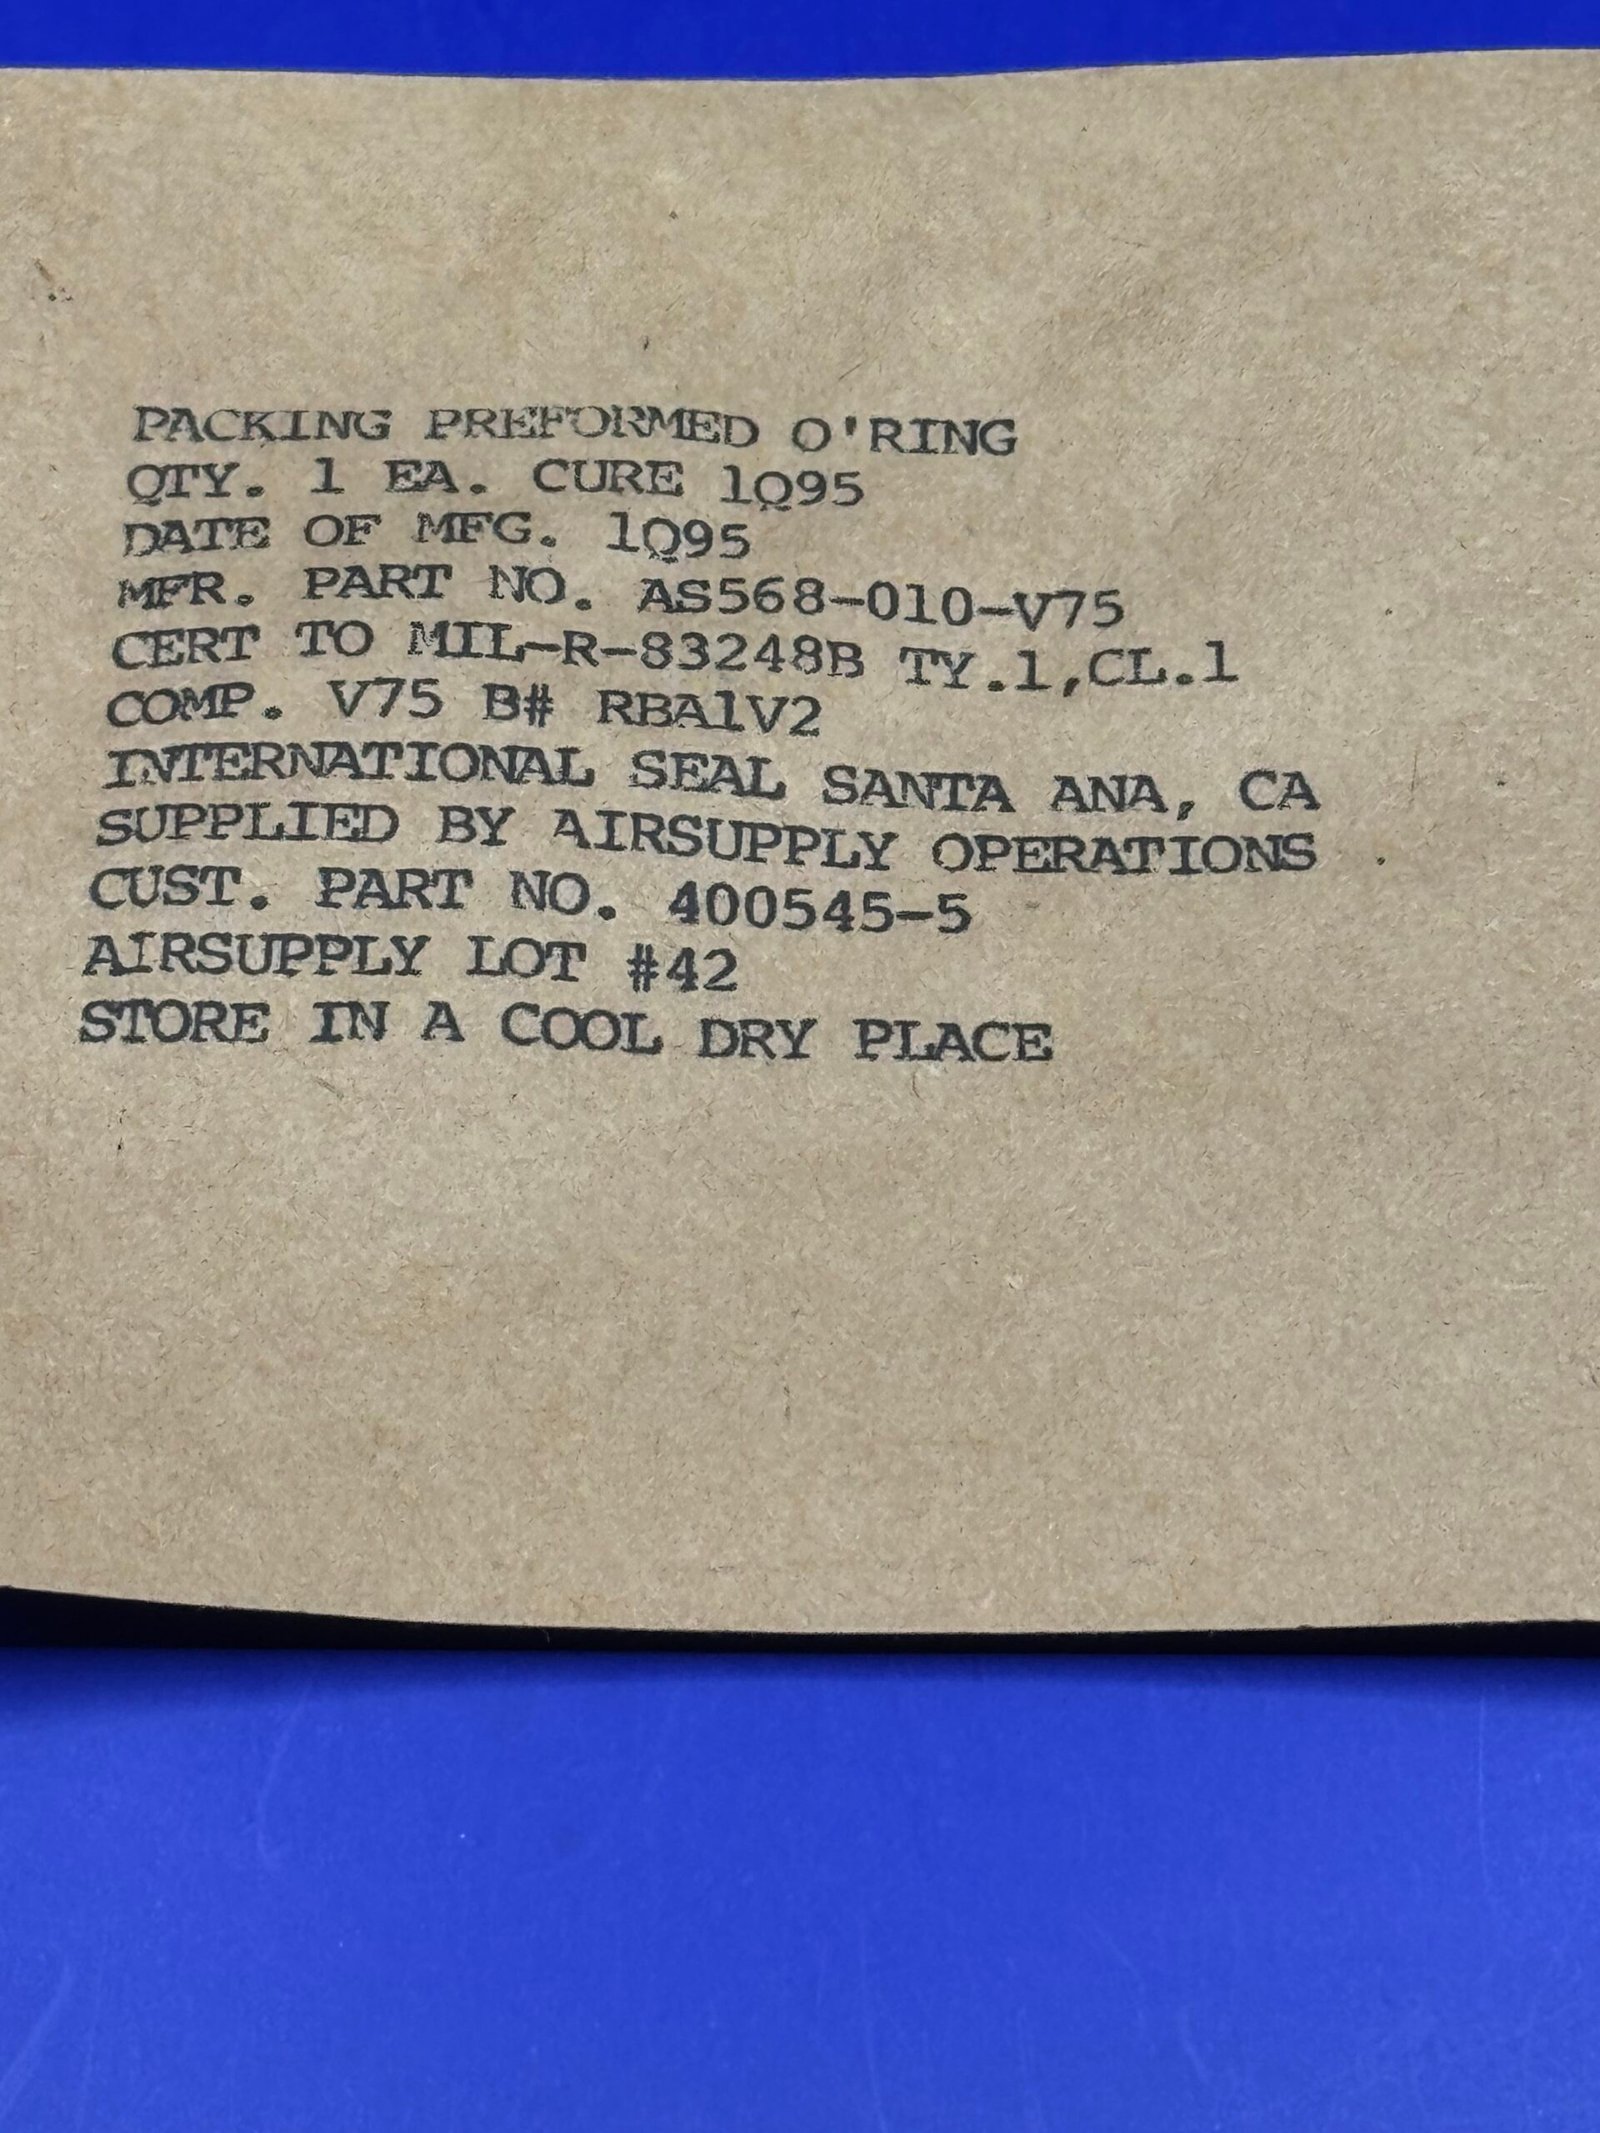 PACKING PREFORMED O'RING
QTY. 1 EA. CURE 1Q95
DATE OF MFG. 1Q95
MFR. PART NO. AS568-010-V75
CERT TO MIL-R-83248B TY.1,CL.1
COMP. V75 B# RBA1V2
INTERNATIONAL SEAL SANTA ANA, CA
SUPPLIED BY AIRSUPPLY OPERATIONS
CUST. PART NO. 400545-5
AIRSUPPLY LOT #42
STORE IN A COOL DRY PLACE